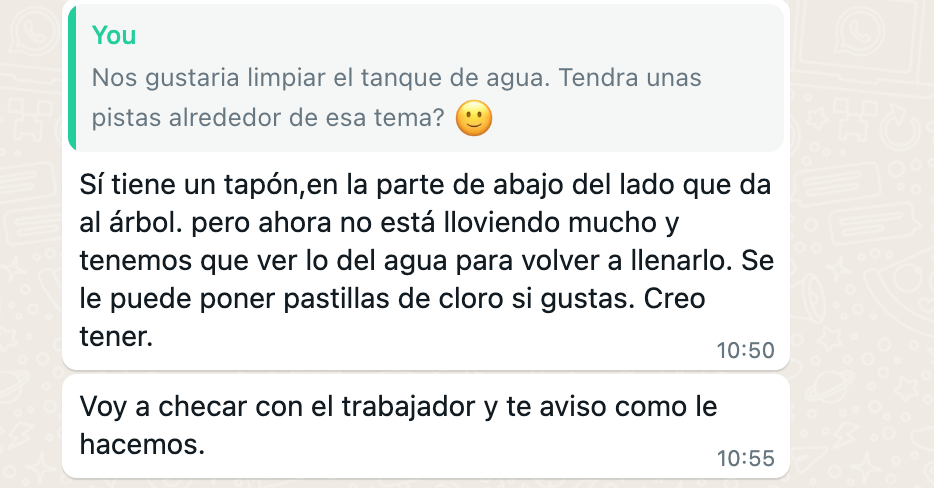 You
Nos gustaria limpiar el tanque de agua. Tendra unas
pistas alrededor de esa tema? 🙂
Sí tiene un tapón,en la parte de abajo del lado que da
al árbol. pero ahora no está lloviendo mucho y
tenemos que ver lo del agua para volver a llenarlo. Se
le puede poner pastillas de cloro si gustas. Creo
tener.
10:50
Voy a checar con el trabajador y te aviso como le
hacemos.
10:55